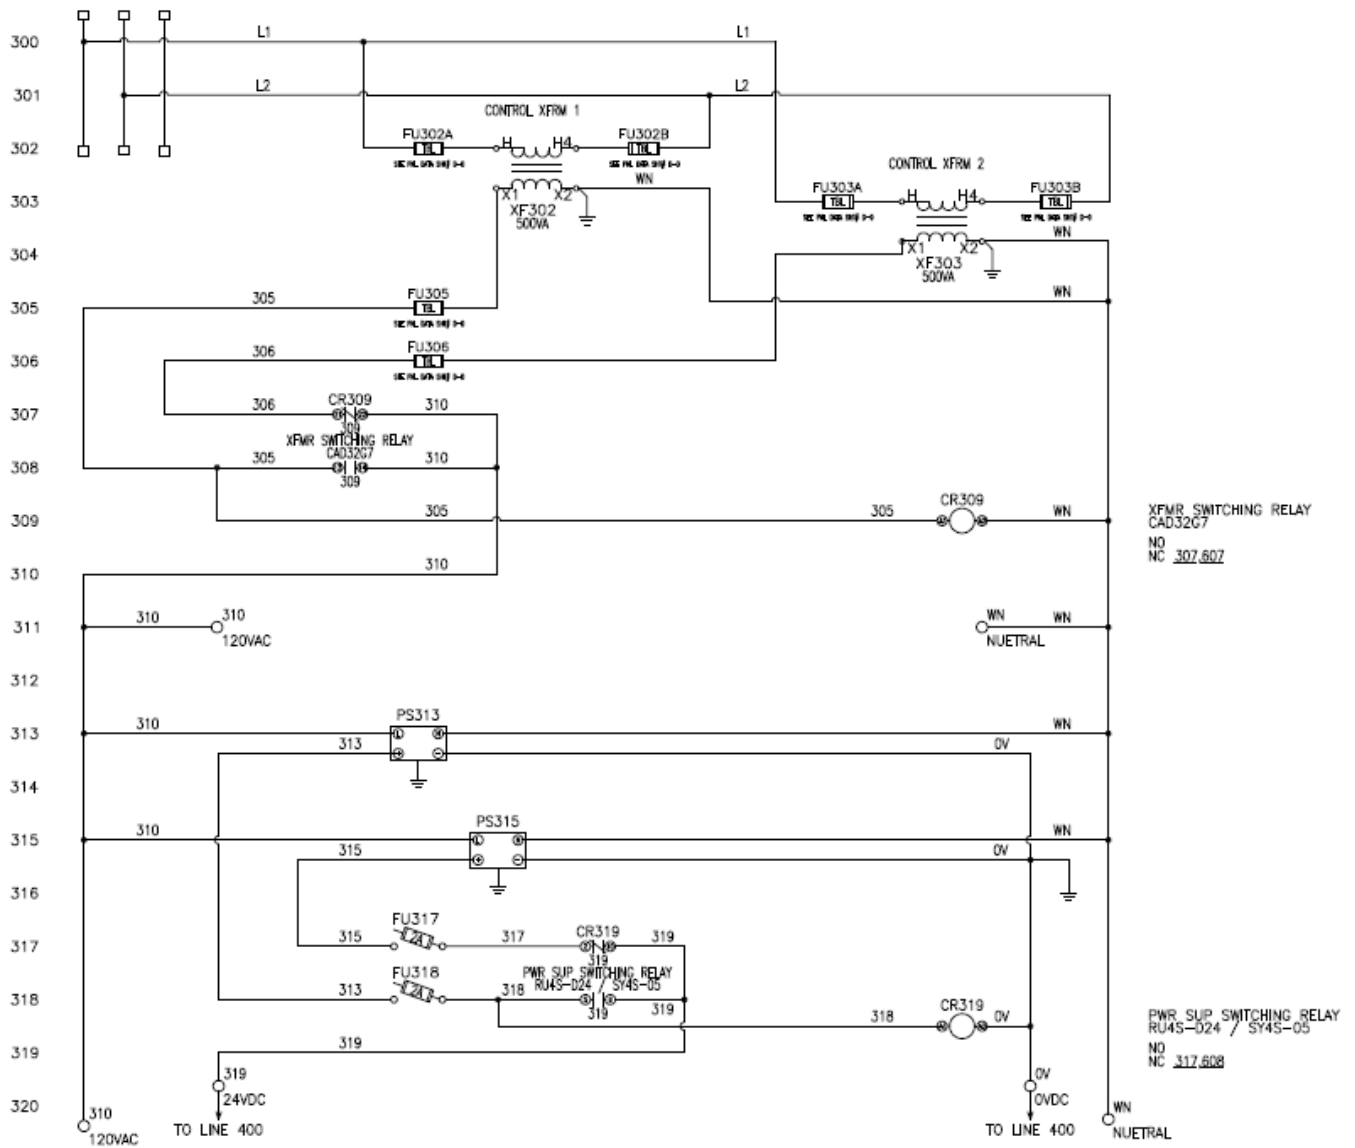 300 L1 L1
301 L2 L2
CONTROL XFRM 1
302 FU302A H H4 FU302B
CONTROL XFRM 2
WN
303 X1 X2 FU303A H H4 FU303B
XF302
500VA
TBL
WN
304 X1 X2
XF303
500VA
305 305 FU305 WN
TBL
306 306 FU306
307 306 CR309 310
309
XFMR SWITCHING RELAY
CAD32G7
308 305 310
309
309 305 305 CR309 WN XFMR SWITCHING RELAY
CAD32G7
NO
NC 307,607
310 310
311 310 310 WN WN
120VAC NUETRAL
312
313 310 PS313 L WN
313 + - 0V
314
315 310 PS315 L WN
315 + - 0V
316
FU317
317 315 2A 317 CR319 319
319
PWR SUP SWITCHING RELAY
RU4S-D24 / SY4S-05
FU318
318 313 2A 318 319 319
318 CR319 0V PWR SUP SWITCHING RELAY
RU4S-D24 / SY4S-05
NO
NC 317,608
319 319
319 0V
24VDC 0VDC
320 310 TO LINE 400 TO LINE 400 WN
120VAC NUETRAL